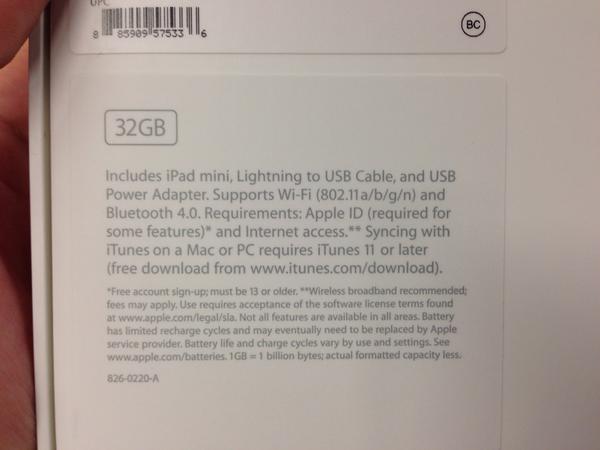 UPC
8 85909 57533 6
BC
32GB
Includes iPad mini, Lightning to USB Cable, and USB
Power Adapter. Supports Wi-Fi (802.11a/b/g/n) and
Bluetooth 4.0. Requirements: Apple ID (required for
some features)* and Internet access.** Syncing with
iTunes on a Mac or PC requires iTunes 11 or later
(free download from www.itunes.com/download).
*Free account sign-up; must be 13 or older. **Wireless broadband recommended;
fees may apply. Use requires acceptance of the software license terms found
at www.apple.com/legal/sla. Not all features are available in all areas. Battery
has limited recharge cycles and may eventually need to be replaced by Apple
service provider. Battery life and charge cycles vary by use and settings. See
www.apple.com/batteries. 1GB = 1 billion bytes; actual formatted capacity less.
826-0220-A